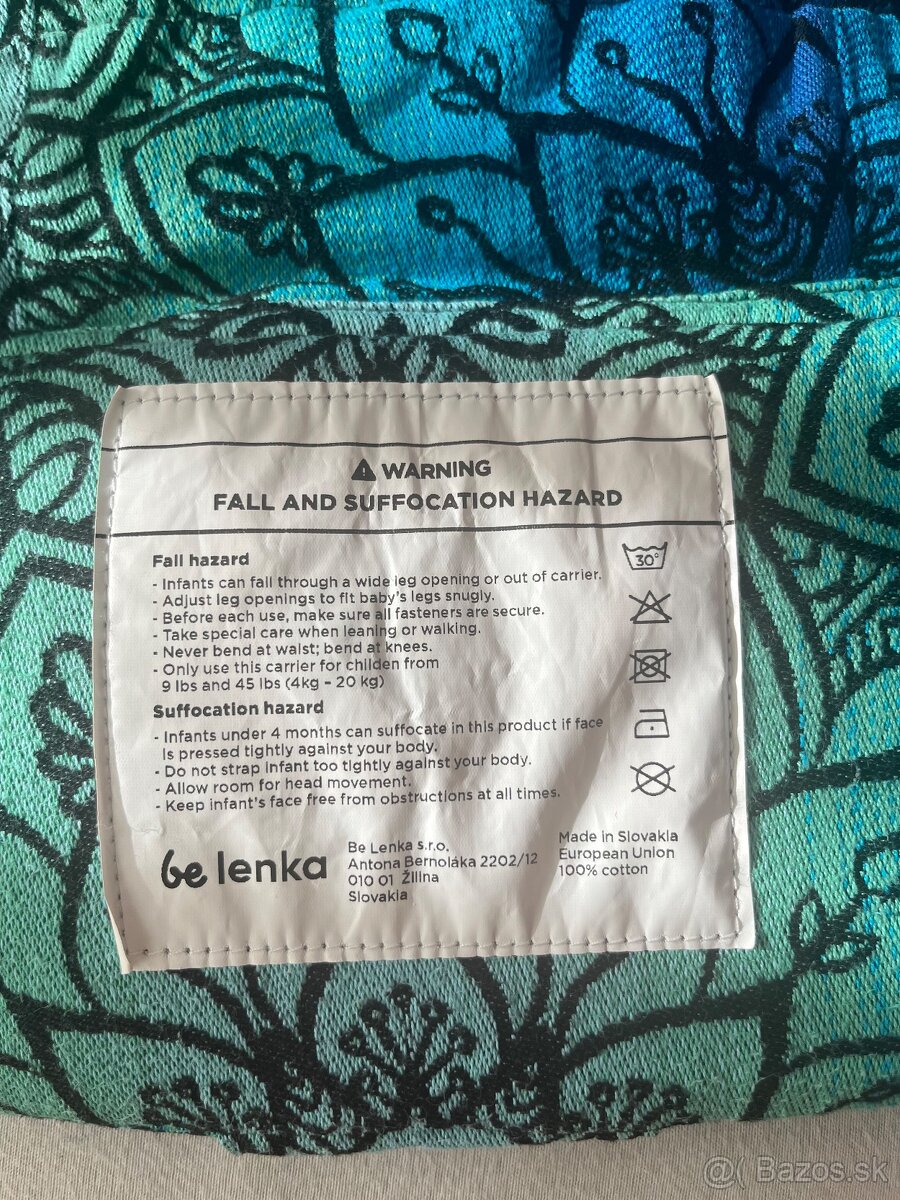 WARNING
FALL AND SUFFOCATION HAZARD
Fall hazard
- Infants can fall through a wide leg opening or out of carrier.
- Adjust leg openings to fit baby's legs snugly.
- Before each use, make sure all fasteners are secure.
- Take special care when leaning or walking.
- Never bend at waist; bend at knees.
- Only use this carrier for childen from
9 lbs and 45 lbs (4kg – 20 kg)
Suffocation hazard
- Infants under 4 months can suffocate in this product if face
is pressed tightly against your body.
- Do not strap infant too tightly against your body.
- Allow room for head movement.
- Keep infant's face free from obstructions at all times.
30°
be lenka
Be Lenka s.r.o.
Antona Bernoláka 2202/12
010 01 Žilina
Slovakia
Made in Slovakia
European Union
100% cotton
@( Bazos.sk